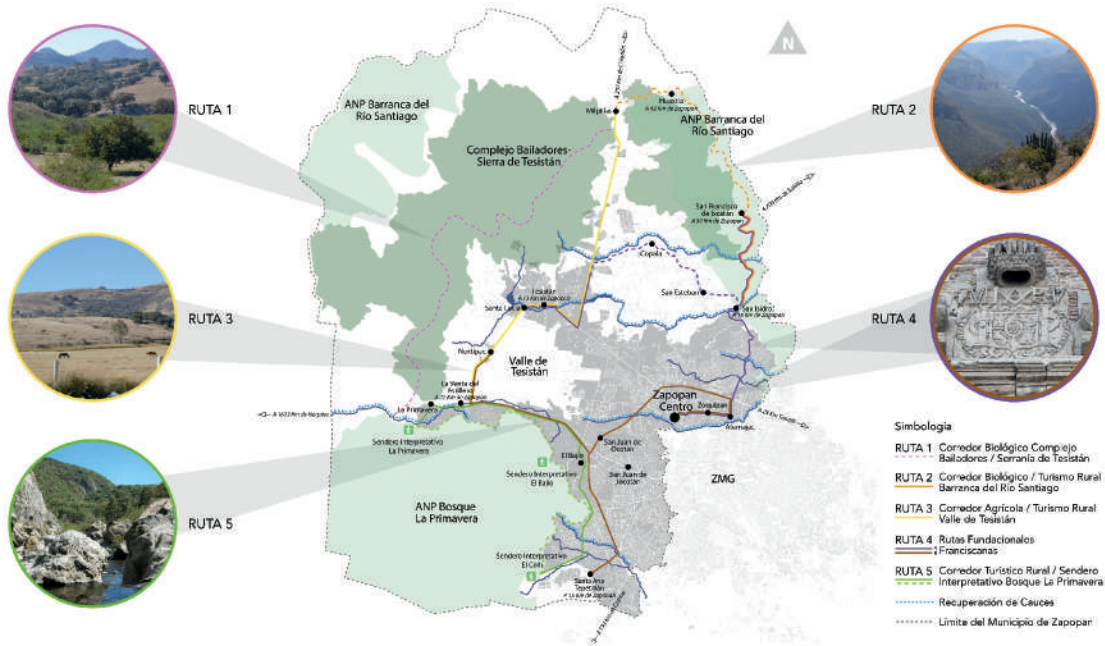 RUTA 1
RUTA 3
RUTA 5
RUTA 2
RUTA 4
N
ANP Barranca del
Río Santiago
Complejo Bailadores-
Sierra de Tesistán
Milpillas
ANP Barranca del
Río Santiago
San Francisco
de Ixcatán
Copala
San Esteban
San Isidro
Tesistán
Santa Lucía
Nextipac
Valle de
Tesistán
La Venta del
Astillero
La Primavera
Sendero Interpretativo
La Primavera
Zapopan
Centro
Zoquipan
Atemajac
San Juan de
Ocotán
El Bajío
Sendero Interpretativo
El Bajío
San Juan de
Ocotán
ZMG
ANP Bosque
La Primavera
Sendero Interpretativo
Santa Ana
Tepetitlán
Simbología
RUTA 1 Corredor Biológico Complejo
Bailadores / Serranía de Tesistán
RUTA 2 Corredor Biológico / Turismo Rural
Barranca del Río Santiago
RUTA 3 Corredor Agrícola / Turismo Rural
Valle de Tesistán
RUTA 4 Rutas Fundacionales
Franciscanas
RUTA 5 Corredor Turístico Rural / Sendero
Interpretativo Bosque La Primavera
Recuperación de Cauces
Límite del Municipio de Zapopan